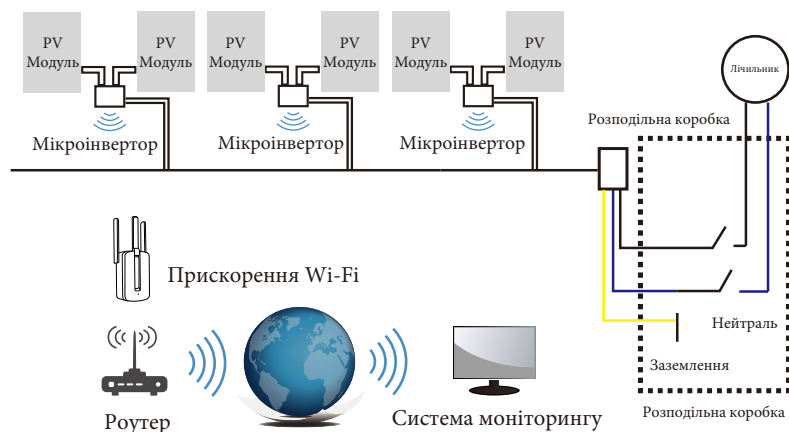 PV
Модуль
PV
Модуль
PV
Модуль
PV
Модуль
PV
Модуль
PV
Модуль
Лічильник
Мікроінвертор
Мікроінвертор
Мікроінвертор
Розподільна коробка
Прискорення Wi-Fi
Нейтраль
Заземлення
Роутер
Система моніторингу
Розподільна коробка